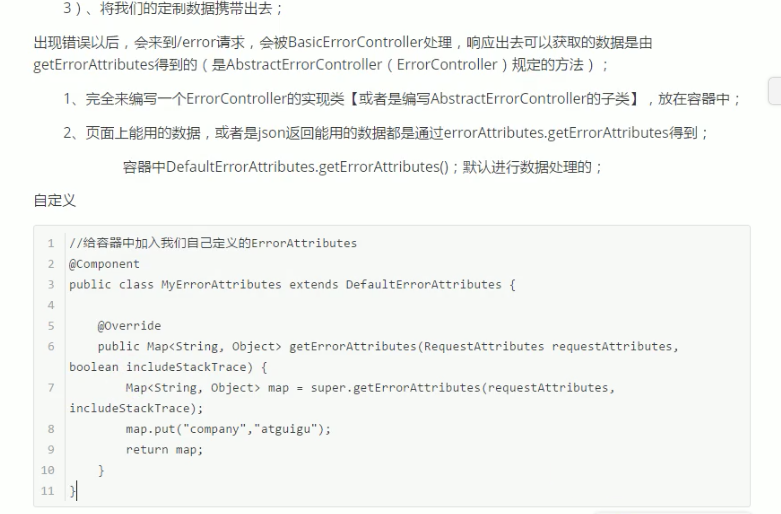 3）、将我们的定制数据携带出去；
出现错误以后，会来到/error请求，会被BasicErrorController处理，响应出去可以获取的数据是由
getErrorAttributes得到的（是AbstractErrorController（ErrorController）规定的方法）；
1、完全来编写一个ErrorController的实现类【或者是编写AbstractErrorController的子类】，放在容器中；
2、页面上能用的数据，或者是json返回能用的数据都是通过errorAttributes.getErrorAttributes得到；
容器中DefaultErrorAttributes.getErrorAttributes()；默认进行数据处理的；
自定义
1 //给容器中加入我们自己定义的ErrorAttributes
2 @Component
3 public class MyErrorAttributes extends DefaultErrorAttributes {
4
5 @Override
6 public Map<String, Object> getErrorAttributes(RequestAttributes requestAttributes,
boolean includeStackTrace) {
7 Map<String, Object> map = super.getErrorAttributes(requestAttributes,
includeStackTrace);
8 map.put("company","atguigu");
9 return map;
10 }
11 }